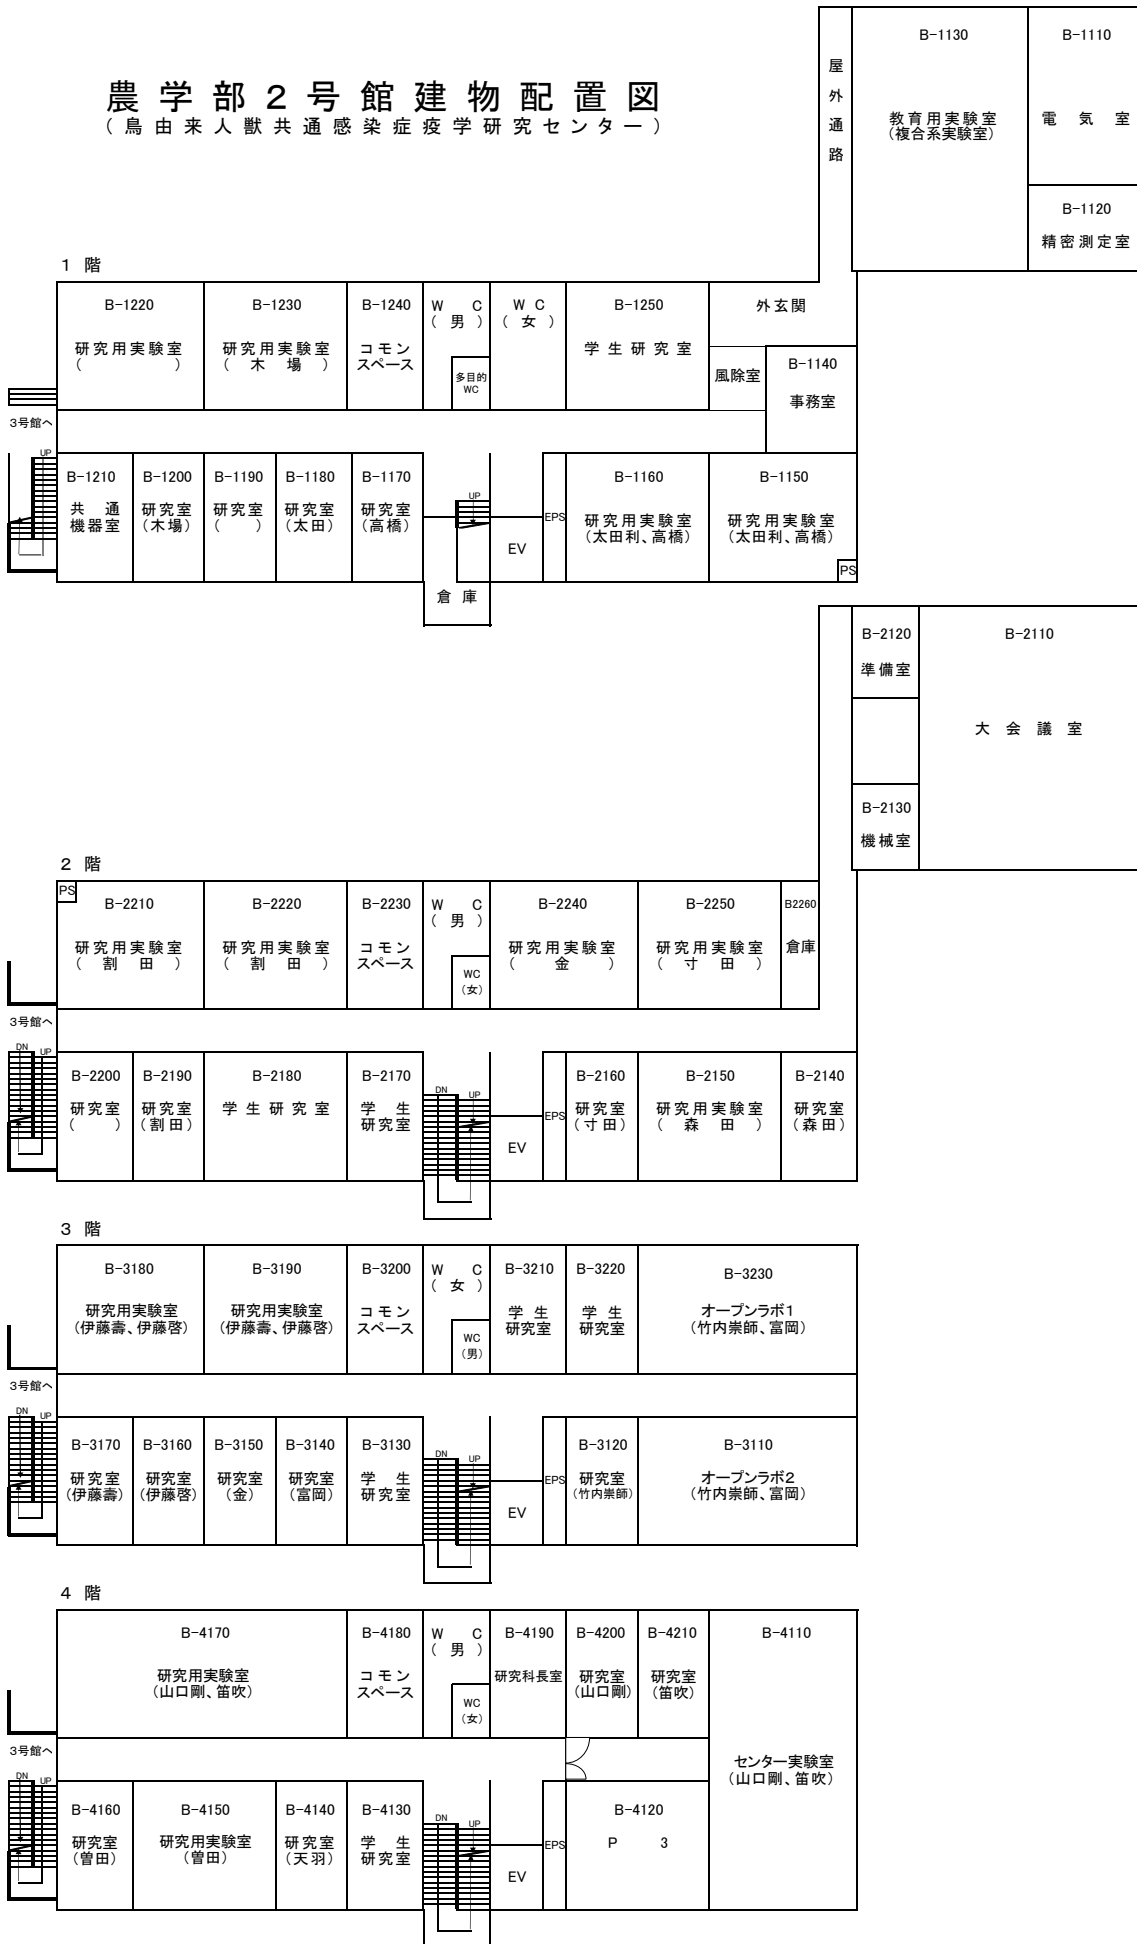 農学部２号館建物配置図
（鳥由来人獣共通感染症疫学研究センター）
屋外通路
B-1130
教育用実験室
（複合系実験室）
B-1110
電気室
B-1120
精密測定室
１階
B-1220
研究用実験室
（　　　）
B-1230
研究用実験室
（木場）
B-1240
コモン
スペース
W C
（男）
多目的
WC
W C
（女）
B-1250
学生研究室
外玄関
風除室
B-1140
事務室
3号館へ
UP
B-1210
共通
機器室
B-1200
研究室
（木場）
B-1190
研究室
（　）
B-1180
研究室
（太田）
B-1170
研究室
（高橋）
UP
倉庫
EV
EPS
B-1160
研究用実験室
（太田利、高橋）
B-1150
研究用実験室
（太田利、高橋）
PS
B-2120
準備室
B-2110
大会議室
B-2130
機械室
２階
PS
B-2210
研究用実験室
（割田）
B-2220
研究用実験室
（割田）
B-2230
コモン
スペース
W C
（男）
WC
（女）
B-2240
研究用実験室
（金）
B-2250
研究用実験室
（寸田）
B2260
倉庫
3号館へ
DN
UP
B-2200
研究室
（　）
B-2190
研究室
（割田）
B-2180
学生研究室
B-2170
学生
研究室
DN
UP
EV
EPS
B-2160
研究室
（寸田）
B-2150
研究用実験室
（森田）
B-2140
研究室
（森田）
３階
B-3180
研究用実験室
（伊藤壽、伊藤啓）
B-3190
研究用実験室
（伊藤壽、伊藤啓）
B-3200
コモン
スペース
W C
（女）
WC
（男）
B-3210
学生
研究室
B-3220
学生
研究室
B-3230
オープンラボ1
（竹内崇師、富岡）
3号館へ
DN
UP
B-3170
研究室
（伊藤壽）
B-3160
研究室
（伊藤啓）
B-3150
研究室
（金）
B-3140
研究室
（富岡）
B-3130
学生
研究室
DN
UP
EV
EPS
B-3120
研究室
（竹内崇師）
B-3110
オープンラボ2
（竹内崇師、富岡）
４階
B-4170
研究用実験室
（山口剛、笛吹）
B-4180
コモン
スペース
W C
（男）
WC
（女）
B-4190
研究科長室
B-4200
研究室
（山口剛）
B-4210
研究室
（笛吹）
B-4110
センター実験室
（山口剛、笛吹）
3号館へ
DN
UP
B-4160
研究室
（曽田）
B-4150
研究用実験室
（曽田）
B-4140
研究室
（天羽）
B-4130
学生
研究室
DN
UP
EV
EPS
B-4120
P 3